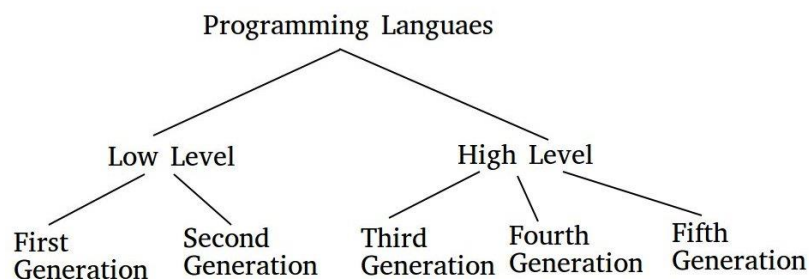 Programming Languaes
Low Level
High Level
First
Generation
Second
Generation
Third
Generation
Fourth
Generation
Fifth
Generation